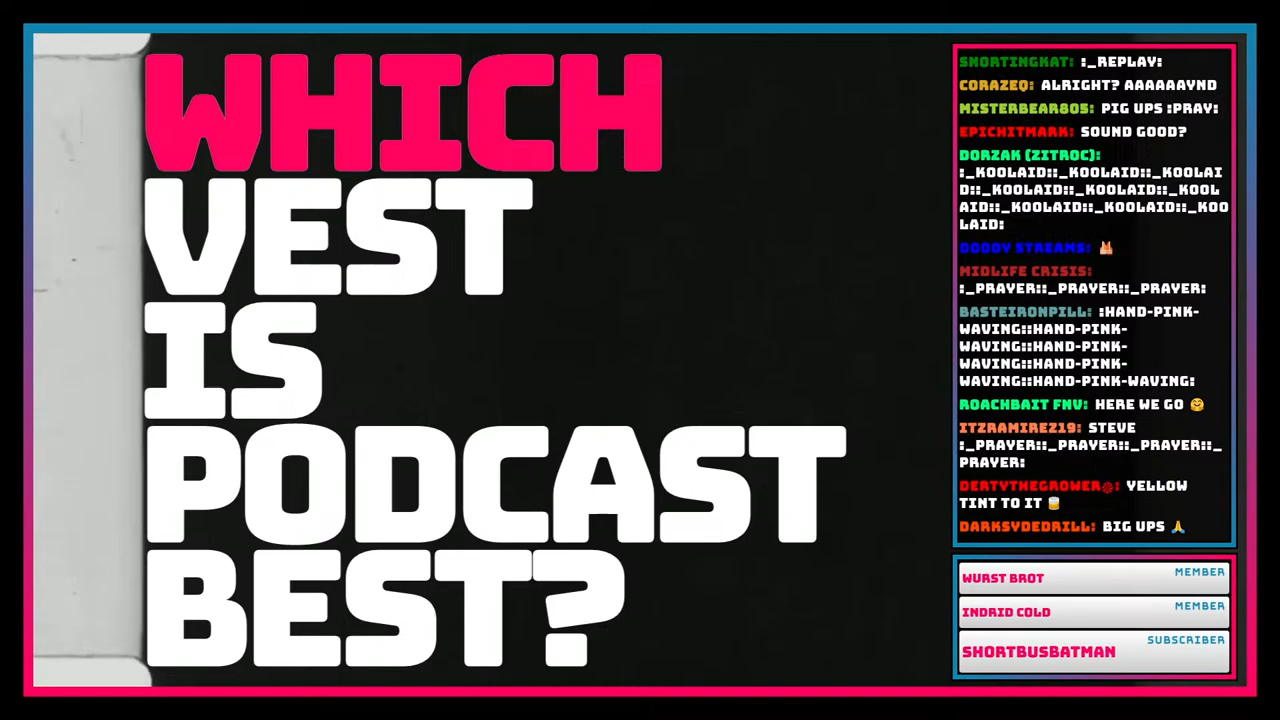 WHICH
VEST
IS
PODCAST
BEST?
SNORTINGKAT: :_REPLAY:
CORAZEQ: ALRIGHT? AAAAAAYND
MISTERBEAR805: PIG UPS :PRAY:
EPICHITMARK: SOUND GOOD?
DORZAK (ZITROC):
:_KOOLAID::_KOOLAID::_KOOLAI
D::_KOOLAID::_KOOLAID::_KOOL
AID::_KOOLAID::_KOOLAID::_KOO
LAID:
OOODY STREAMS: 🦺
MIDLIFE CRISIS:
:_PRAYER::_PRAYER::_PRAYER:
BASTEIRONPILL: :HAND-PINK-
WAVING::HAND-PINK-
WAVING::HAND-PINK-
WAVING::HAND-PINK-
WAVING::HAND-PINK-WAVING:
ROACHBAIT FNV: HERE WE GO 🤗
ITZRAMIREZ19: STEVE
:_PRAYER::_PRAYER::_PRAYER::_
PRAYER:
DERTYTHEGROWER: YELLOW
TINT TO IT 🍺
DARKSYDEDRILL: BIG UPS 🙏
WURST BROT MEMBER
INDRID COLD MEMBER
SHORTBUSBATMAN SUBSCRIBER